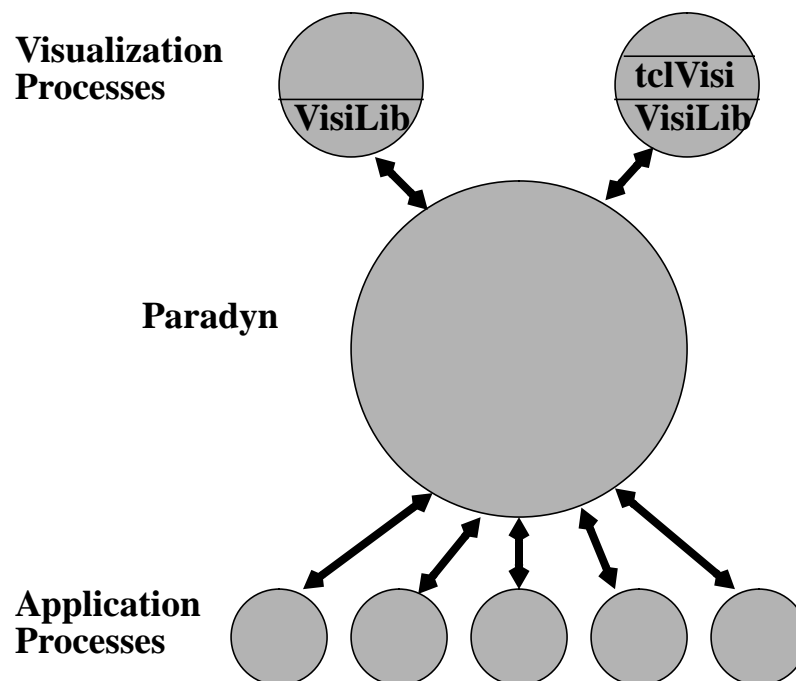 Visualization
Processes
VisiLib
tclVisi
VisiLib
Paradyn
Application
Processes